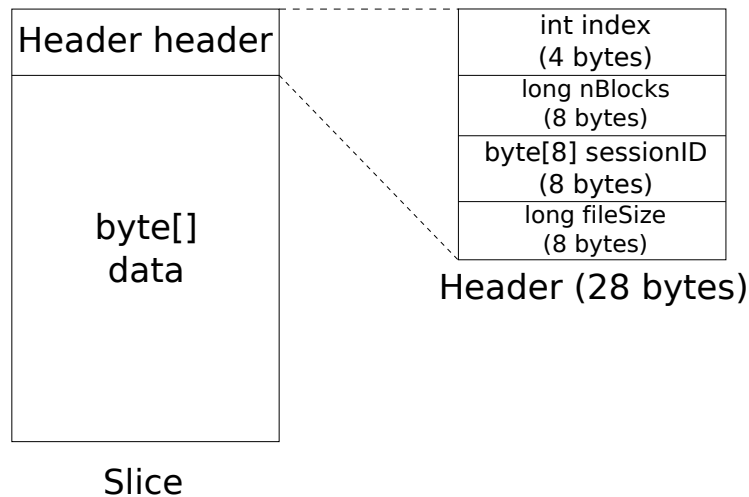 Header header
byte[]
data
Slice
int index
(4 bytes)
long nBlocks
(8 bytes)
byte[8] sessionID
(8 bytes)
long fileSize
(8 bytes)
Header (28 bytes)